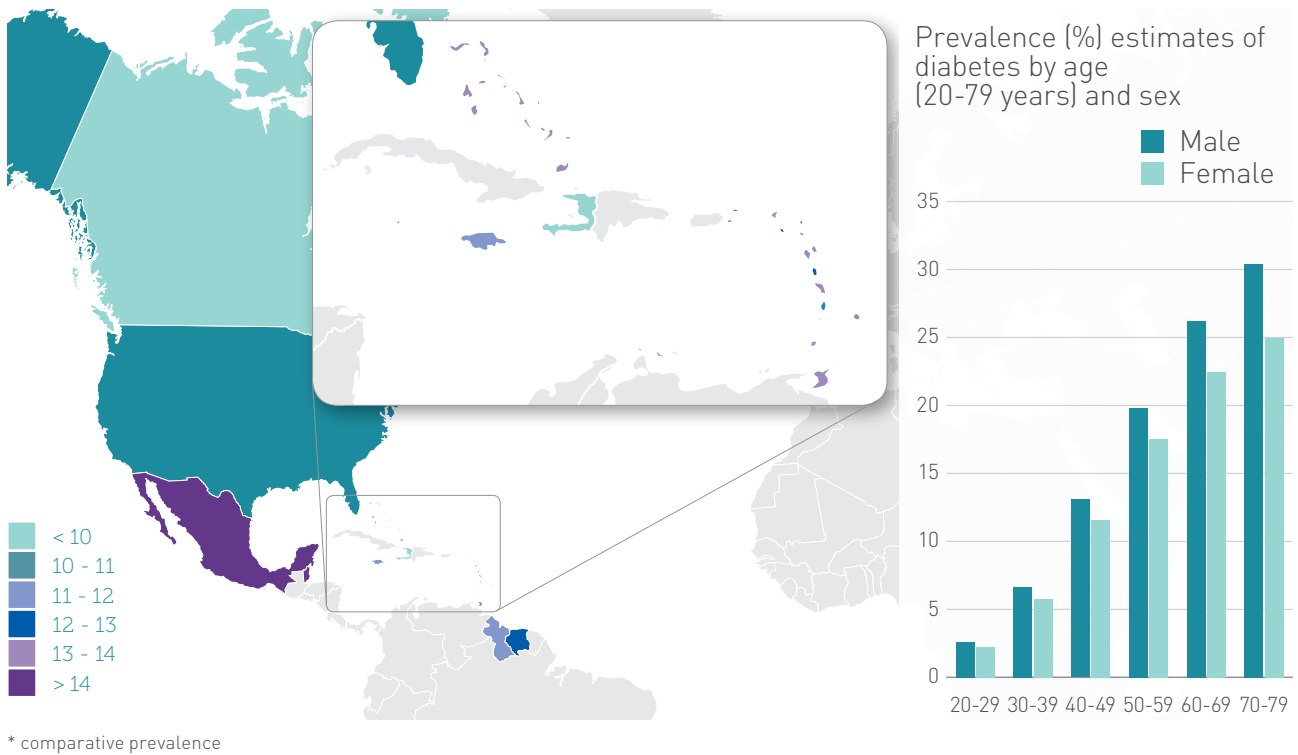 Prevalence (%) estimates of
diabetes by age
(20-79 years) and sex
Male
Female
35
30
25
20
15
10
5
0
20-29 30-39 40-49 50-59 60-69 70-79
< 10
10 - 11
11 - 12
12 - 13
13 - 14
> 14
* comparative prevalence